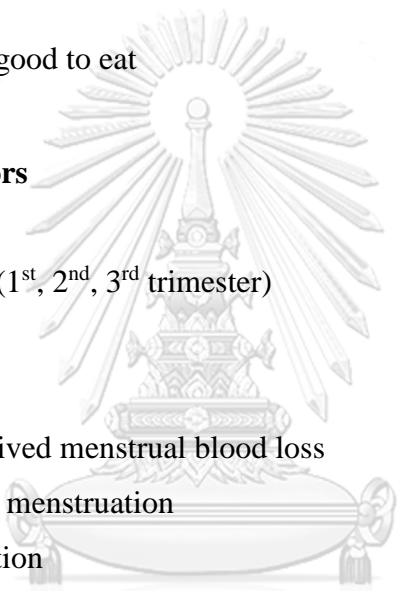 good to eat
ors
(1st, 2nd, 3rd trimester)
ived menstrual blood loss
menstruation
tion